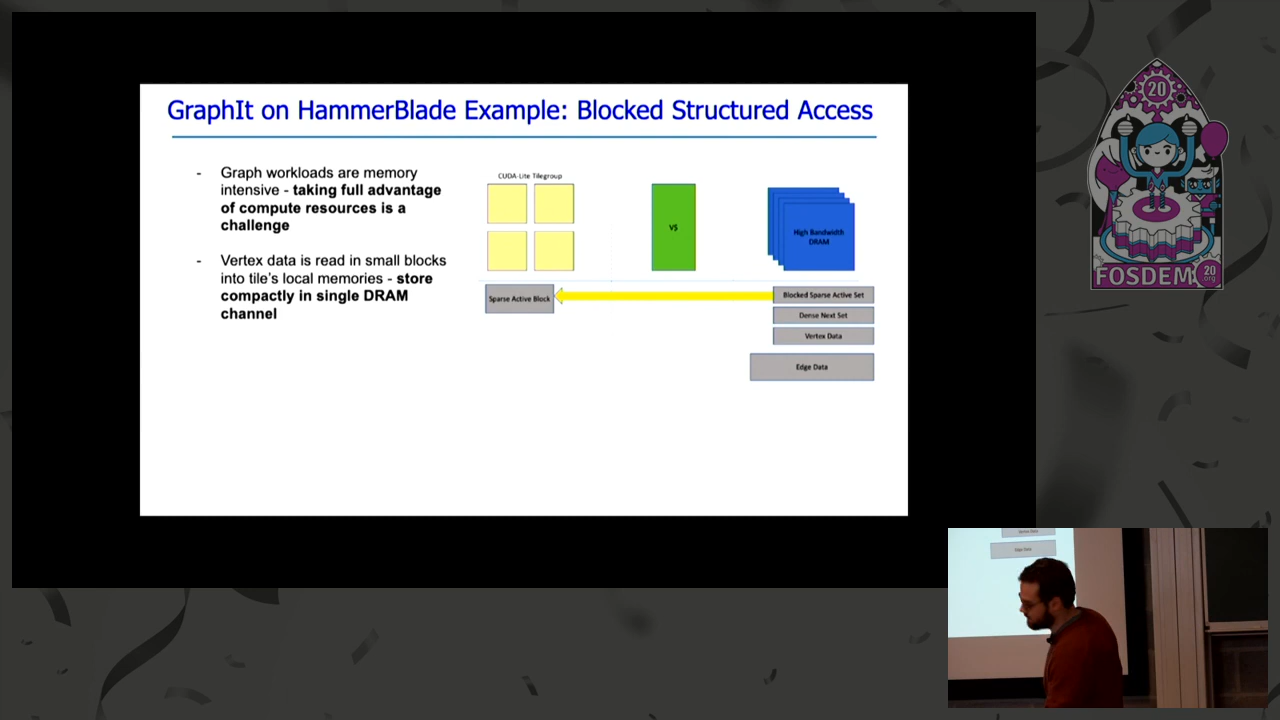 GraphIt on HammerBlade Example: Blocked Structured Access
- Graph workloads are memory
intensive - taking full advantage
of compute resources is a
challenge
- Vertex data is read in small blocks
into tile's local memories - store
compactly in single DRAM
channel
CUDA-Lite Tilegroup
V$
High Bandwidth
DRAM
Sparse Active Block
Blocked Sparse Active Set
Dense Next Set
Vertex Data
Edge Data
20
FOSDEM
20
.org
Edge Data